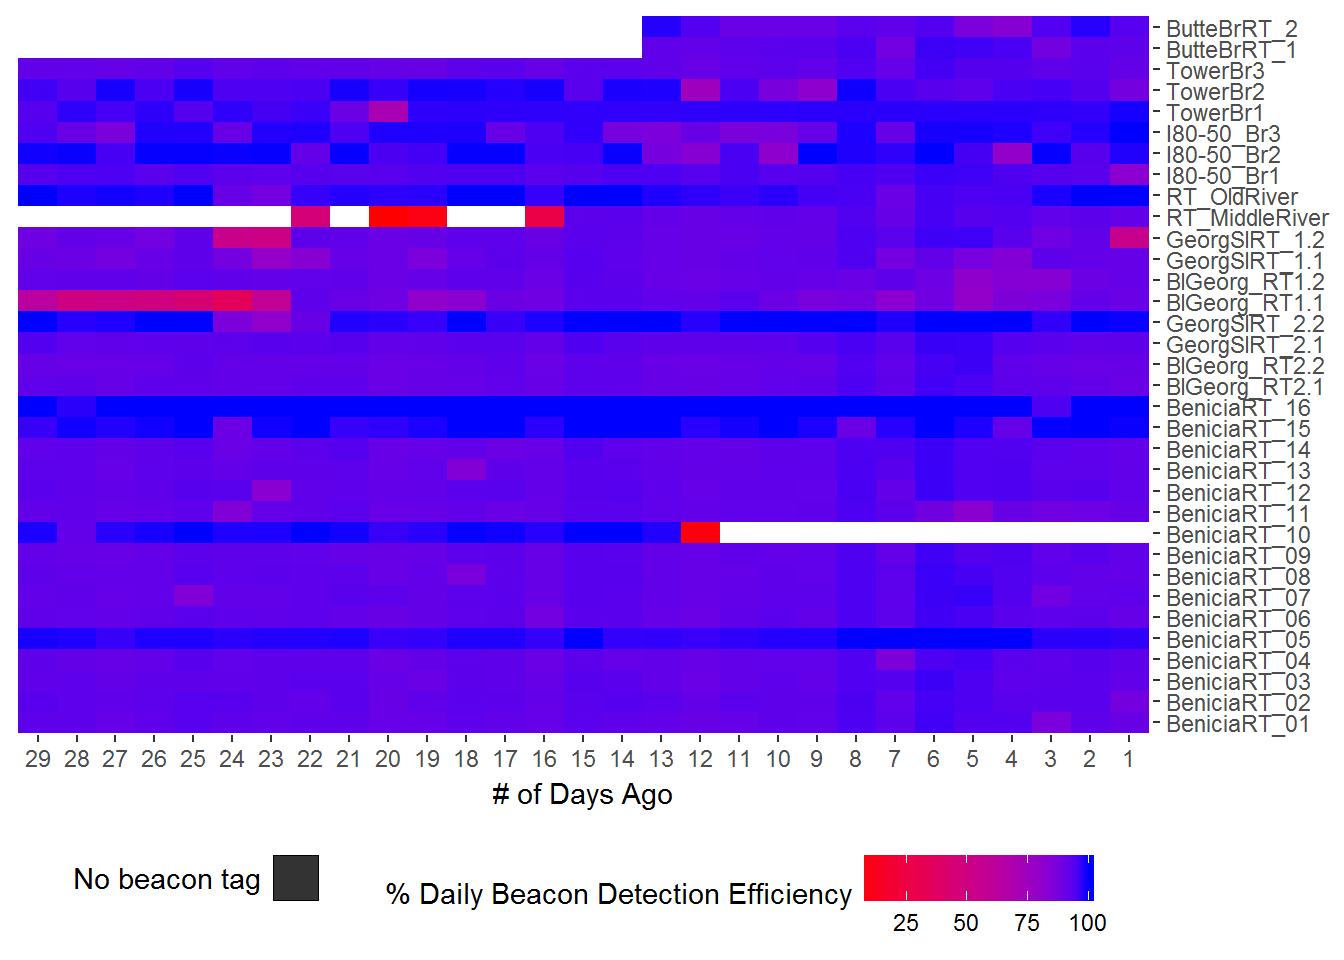 ButteBrRT_2
ButteBrRT_1
TowerBr3
TowerBr2
TowerBr1
I80-50_Br3
I80-50_Br2
I80-50_Br1
RT_OldRiver
RT_MiddleRiver
GeorgSlRT_1.2
GeorgSlRT_1.1
BlGeorg_RT1.2
BlGeorg_RT1.1
GeorgSlRT_2.2
GeorgSlRT_2.1
BlGeorg_RT2.2
BlGeorg_RT2.1
BeniciaRT_16
BeniciaRT_15
BeniciaRT_14
BeniciaRT_13
BeniciaRT_12
BeniciaRT_11
BeniciaRT_10
BeniciaRT_09
BeniciaRT_08
BeniciaRT_07
BeniciaRT_06
BeniciaRT_05
BeniciaRT_04
BeniciaRT_03
BeniciaRT_02
BeniciaRT_01
29 28 27 26 25 24 23 22 21 20 19 18 17 16 15 14 13 12 11 10 9 8 7 6 5 4 3 2 1
# of Days Ago
No beacon tag
% Daily Beacon Detection Efficiency
25 50 75 100